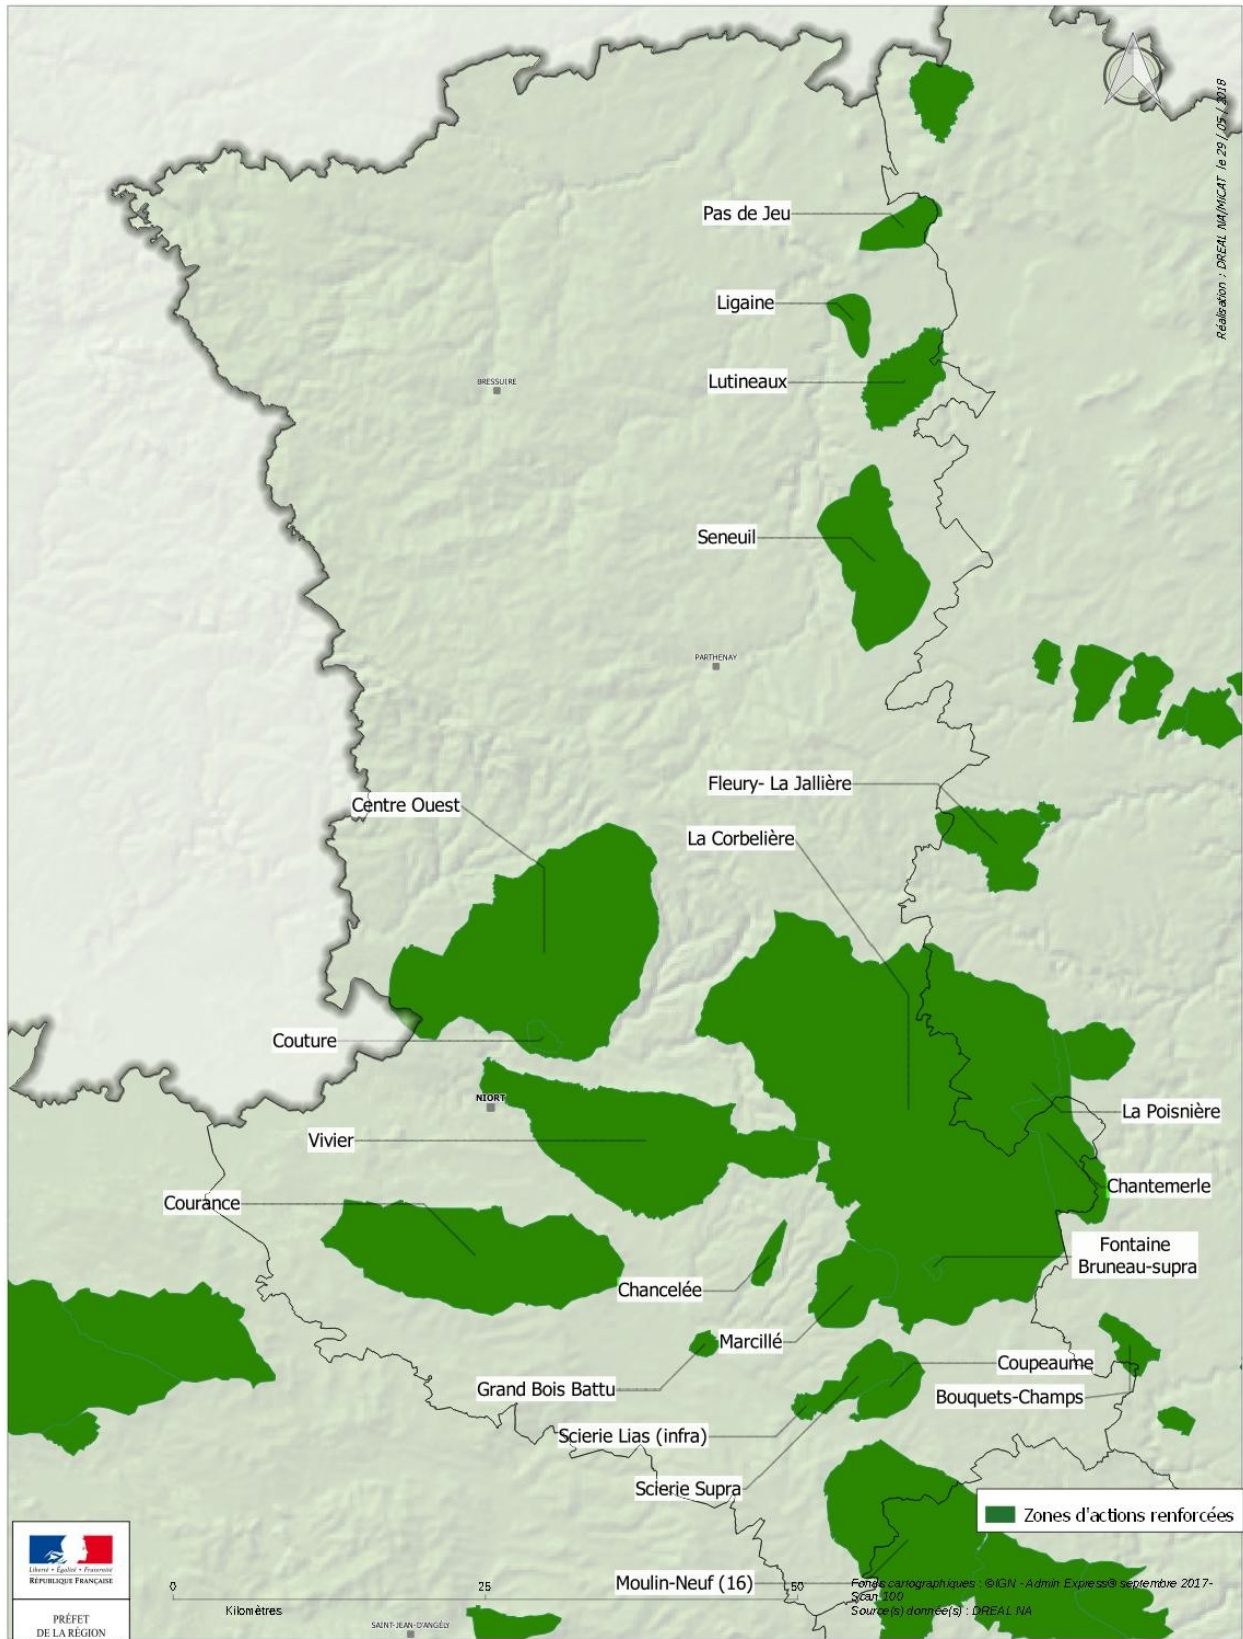 Réalisation : DREAL NA/MICAT le 29 / 05 / 2018
Pas de Jeu
Ligaine
BRESSUIRE
Lutineaux
Seneuil
PARTHENAY
Fleury- La Jallière
Centre Ouest
La Corbelière
Couture
NIORT
La Poisnière
Vivier
Chantemerle
Courance
Fontaine
Bruneau-supra
Chancelée
Marcillé
Coupeaume
Grand Bois Battu
Bouquets-Champs
Scierie Lias (infra)
Scierie Supra
Zones d'actions renforcées
Liberté • Égalité • Fraternité
RÉPUBLIQUE FRANÇAISE
PRÉFET
DE LA RÉGION
0 25 50
Kilomètres
Moulin-Neuf (16)
Fonds cartographiques : ©IGN - Admin Express® septembre 2017-
Scan 100
Source(s) donnée(s) : DREAL NA
SAINT-JEAN-D'ANGÉLY